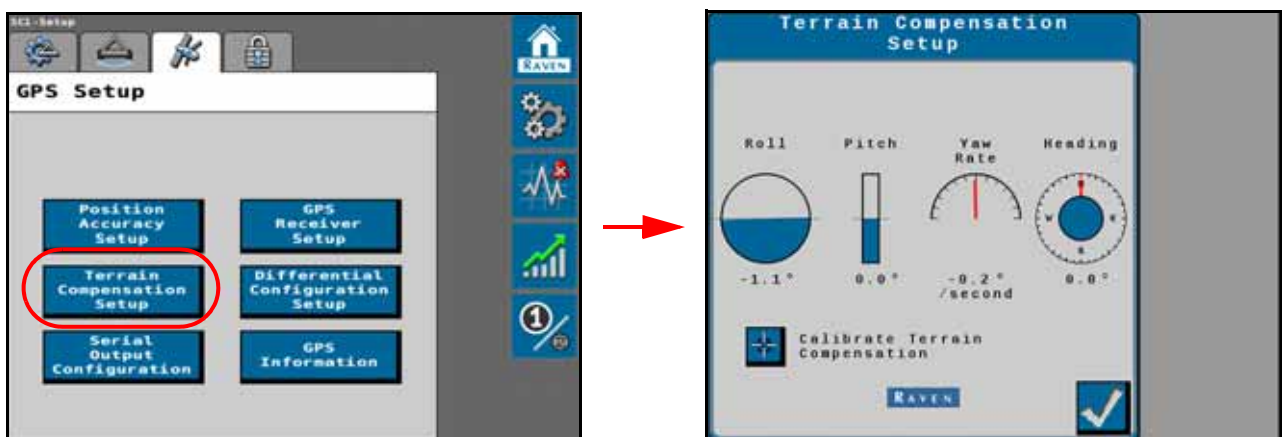 SC1-Setup
RAVEN
GPS Setup
Position
Accuracy
Setup
GPS
Receiver
Setup
Terrain
Compensation
Setup
Differential
Configuration
Setup
Serial
Output
Configuration
GPS
Information
1
Terrain Compensation
Setup
Roll
Pitch
Yaw
Rate
Heading
W
-1.1°
0.0°
-0.2°
/second
0.0°
Calibrate Terrain
Compensation
RAVEN